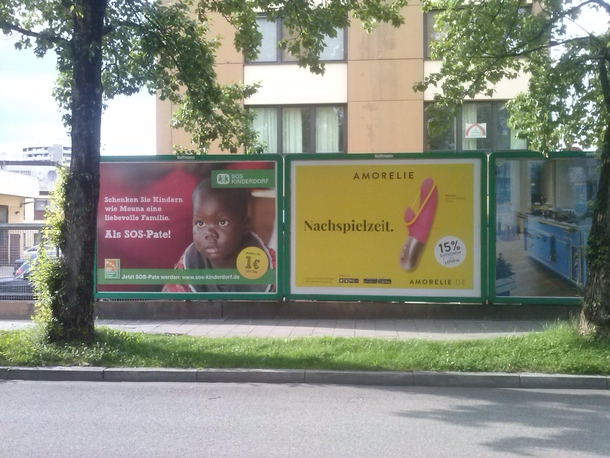 SOS
KINDERDORF
Schenken Sie Kindern
wie Mouna eine
liebevolle Familie.
Als SOS-Pate!
1€
Jetzt SOS-Pate werden: www.sos-kinderdorf.de
AMORELIE
Nachspielzeit.
15%
AMORELIE.DE